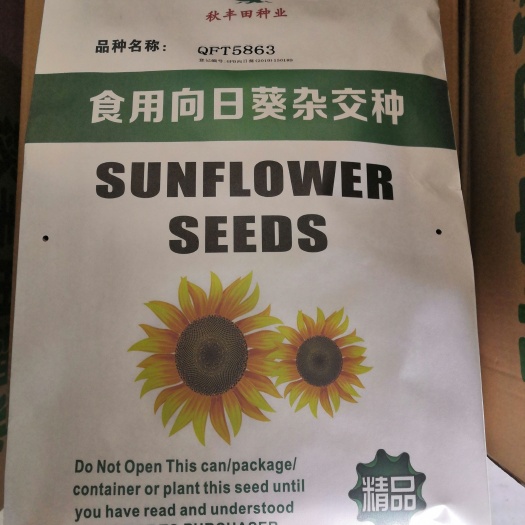 秋丰田种业
品种名称： QFT5863
食用向日葵杂交种
SUNFLOWER
SEEDS
Do Not Open This can/package/
container or plant this seed until
you have read and understood
精品